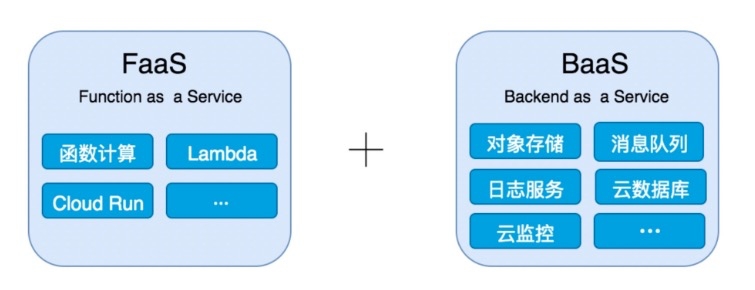 FaaS
Function as a Service
函数计算
Lambda
Cloud Run
...
+
BaaS
Backend as a Service
对象存储
消息队列
日志服务
云数据库
云监控
...